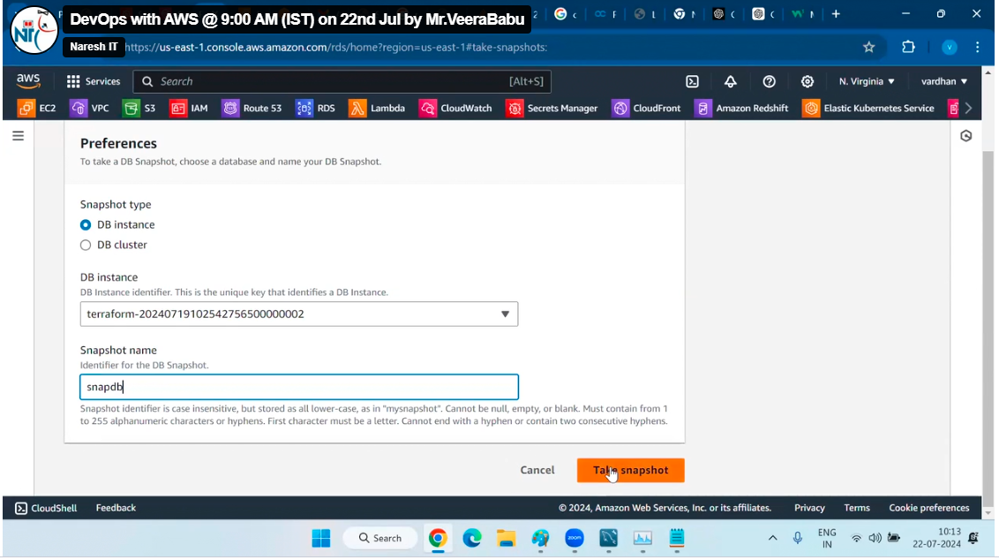 DevOps with AWS @ 9:00 AM (IST) on 22nd Jul by Mr.VeeraBabu
Naresh IT
https://us-east-1.console.aws.amazon.com/rds/home?region=us-east-1#take-snapshots:
aws
Services
Search
[Alt+S]
N. Virginia
vardhan
EC2
VPC
S3
IAM
Route 53
RDS
Lambda
CloudWatch
Secrets Manager
CloudFront
Amazon Redshift
Elastic Kubernetes Service
Preferences
To take a DB Snapshot, choose a database and name your DB Snapshot.
Snapshot type
DB instance
DB cluster
DB instance
DB Instance identifier. This is the unique key that identifies a DB Instance.
terraform-20240719102542756500000002
Snapshot name
Identifier for the DB Snapshot.
snapdb
Snapshot identifier is case insensitive, but stored as all lower-case, as in "mysnapshot". Cannot be null, empty, or blank. Must contain from 1
to 255 alphanumeric characters or hyphens. First character must be a letter. Cannot end with a hyphen or contain two consecutive hyphens.
Cancel
Take snapshot
CloudShell
Feedback
© 2024, Amazon Web Services, Inc. or its affiliates.
Privacy
Terms
Cookie preferences
Search
zoom
ENG
IN
10:13
22-07-2024